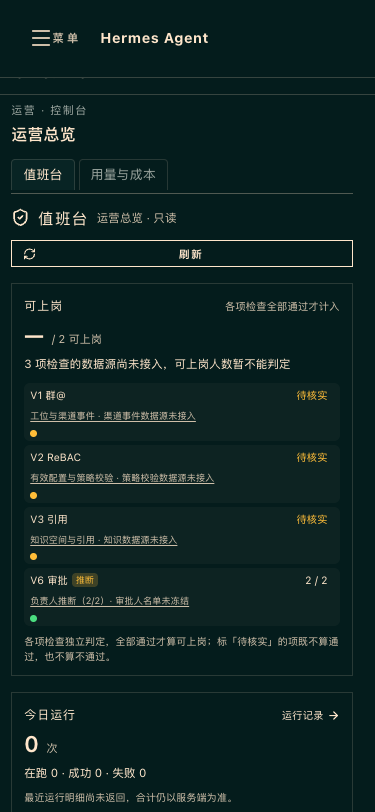 菜单 Hermes Agent
运营 · 控制台
运营总览
值班台 用量与成本
值班台 运营总览 · 只读
刷新
可上岗 各项检查全部通过才计入
— / 2 可上岗
3 项检查的数据源尚未接入，可上岗人数暂不能判定
V1 群@ 待核实
工位与渠道事件 · 渠道事件数据源未接入
V2 ReBAC 待核实
有效配置与策略校验 · 策略校验数据源未接入
V3 引用 待核实
知识空间与引用 · 知识数据源未接入
V6 审批 推断 2 / 2
负责人推断（2/2）· 审批人名单未冻结
各项检查独立判定，全部通过才算可上岗；标「待核实」的项既不算通
过，也不算不通过。
今日运行 运行记录 →
0 次
在跑 0 · 成功 0 · 失败 0
最近运行明细尚未返回，合计仍以服务端为准。